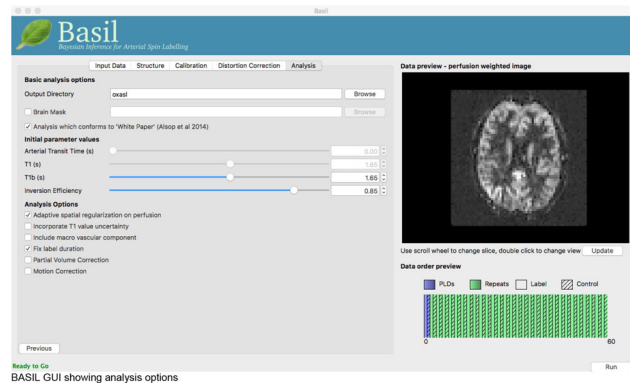 Basil
Basil
Bayesian Inference for Arterial Spin Labelling
Input Data Structure Calibration Distortion Correction Analysis
Basic analysis options
Output Directory oxasl Browse
Brain Mask Browse
Analysis which conforms to 'White Paper' (Alsop et al 2014)
Initial parameter values
Arterial Transit Time (s) 0.00
T1 (s) 1.65
T1b (s) 1.65
Inversion Efficiency 0.85
Analysis Options
Adaptive spatial regularization on perfusion
Incorporate T1 value uncertainty
Include macro vascular component
Fix label duration
Partial Volume Correction
Motion Correction
Previous
Data preview - perfusion weighted image
Use scroll wheel to change slice, double click to change view Update
Data order preview
PLDs Repeats Label Control
0 60
Ready to Go Run
BASIL GUI showing analysis options